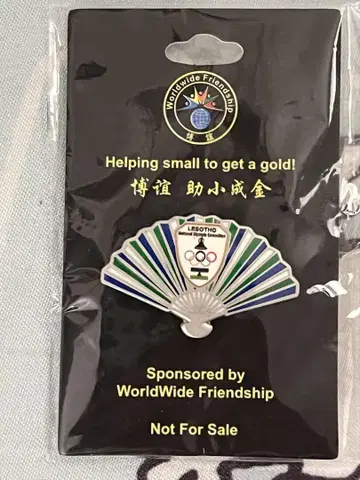 Worldwide Friendship
博谊
Helping small to get a gold!
博谊 助小成金
LESOTHO
National Olympic Committee
Sponsored by
WorldWide Friendship
Not For Sale